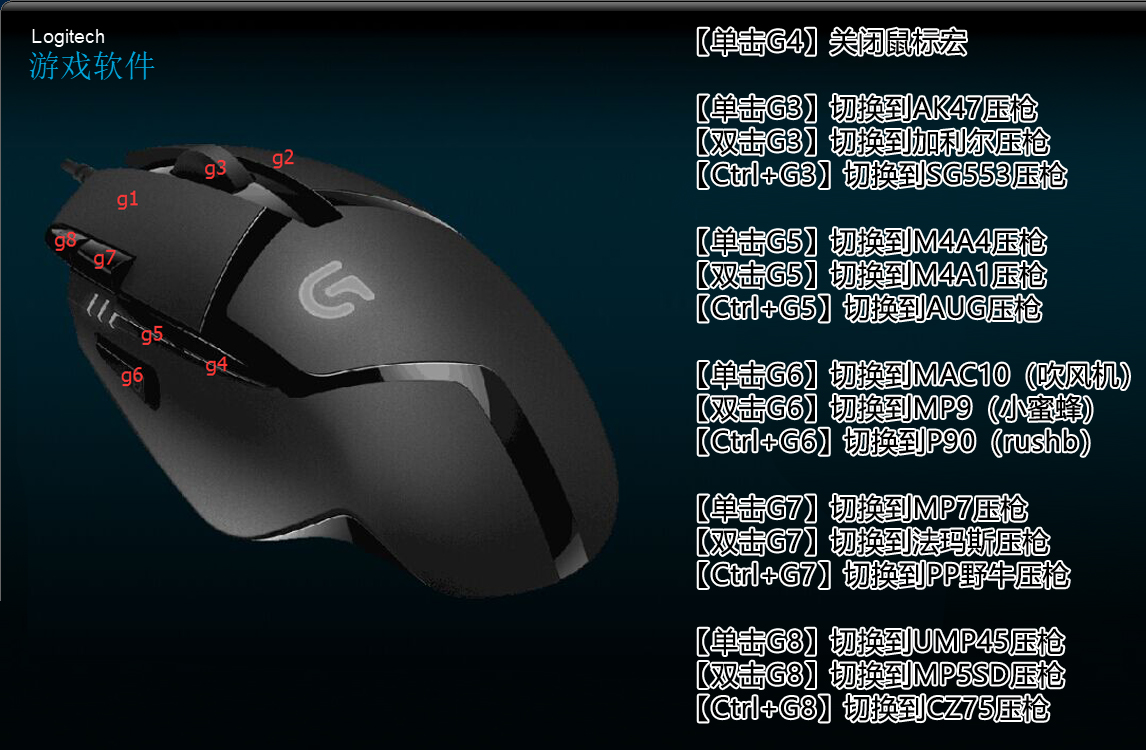 Logitech
游戏软件
g1
g2
g3
g8
g7
g5
g4
g6
【单击G4】关闭鼠标宏
【单击G3】切换到AK47压枪
【双击G3】切换到加利尔压枪
【Ctrl+G3】切换到SG553压枪
【单击G5】切换到M4A4压枪
【双击G5】切换到M4A1压枪
【Ctrl+G5】切换到AUG压枪
【单击G6】切换到MAC10（吹风机）
【双击G6】切换到MP9（小蜜蜂）
【Ctrl+G6】切换到P90（rushb）
【单击G7】切换到MP7压枪
【双击G7】切换到法玛斯压枪
【Ctrl+G7】切换到PP野牛压枪
【单击G8】切换到UMP45压枪
【双击G8】切换到MP5SD压枪
【Ctrl+G8】切换到CZ75压枪